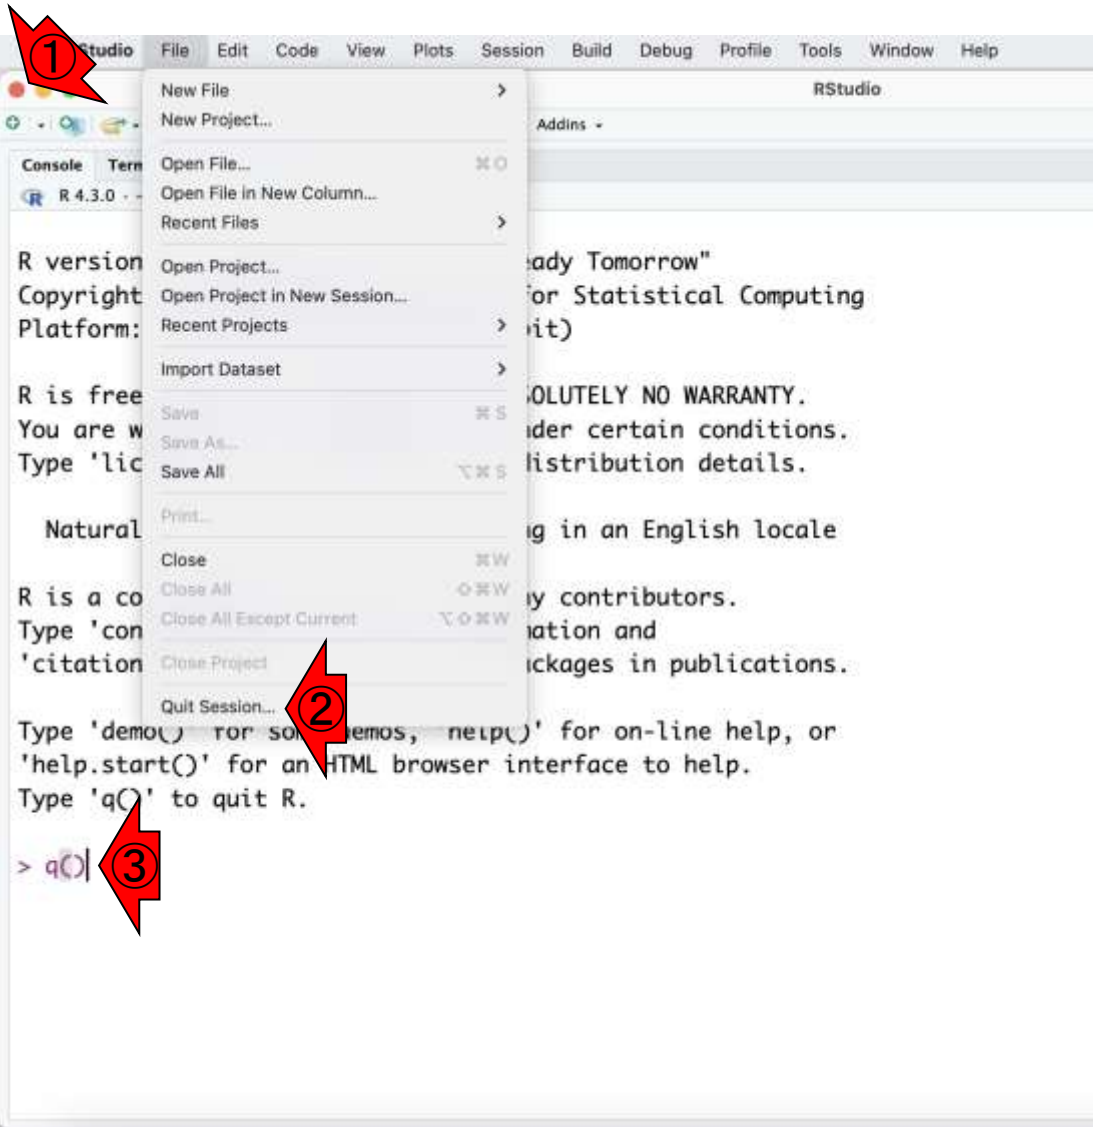 ①
Studio File Edit Code View Plots Session Build Debug Profile Tools Window Help
RStudio
Addins
Console Term
R 4.3.0
New File
New Project...
Open File... ⌘ O
Open File in New Column...
Recent Files
Open Project...
Open Project in New Session...
Recent Projects
Import Dataset
Save ⌘ S
Save As...
Save All ⌥ ⌘ S
Print...
Close ⌘ W
Close All ⇧ ⌘ W
Close All Except Current ⌥ ⇧ ⌘ W
Close Project
Quit Session... ②
R version eady Tomorrow"
Copyright or Statistical Computing
Platform: it)
R is free SOLUTELY NO WARRANTY.
You are w der certain conditions.
Type 'lic istribution details.
Natural g in an English locale
R is a co y contributors.
Type 'con ation and
'citation ckages in publications.
Type 'demo()' for some demos, 'help()' for on-line help, or
'help.start()' for an HTML browser interface to help.
Type 'q()' to quit R.
> q() ③